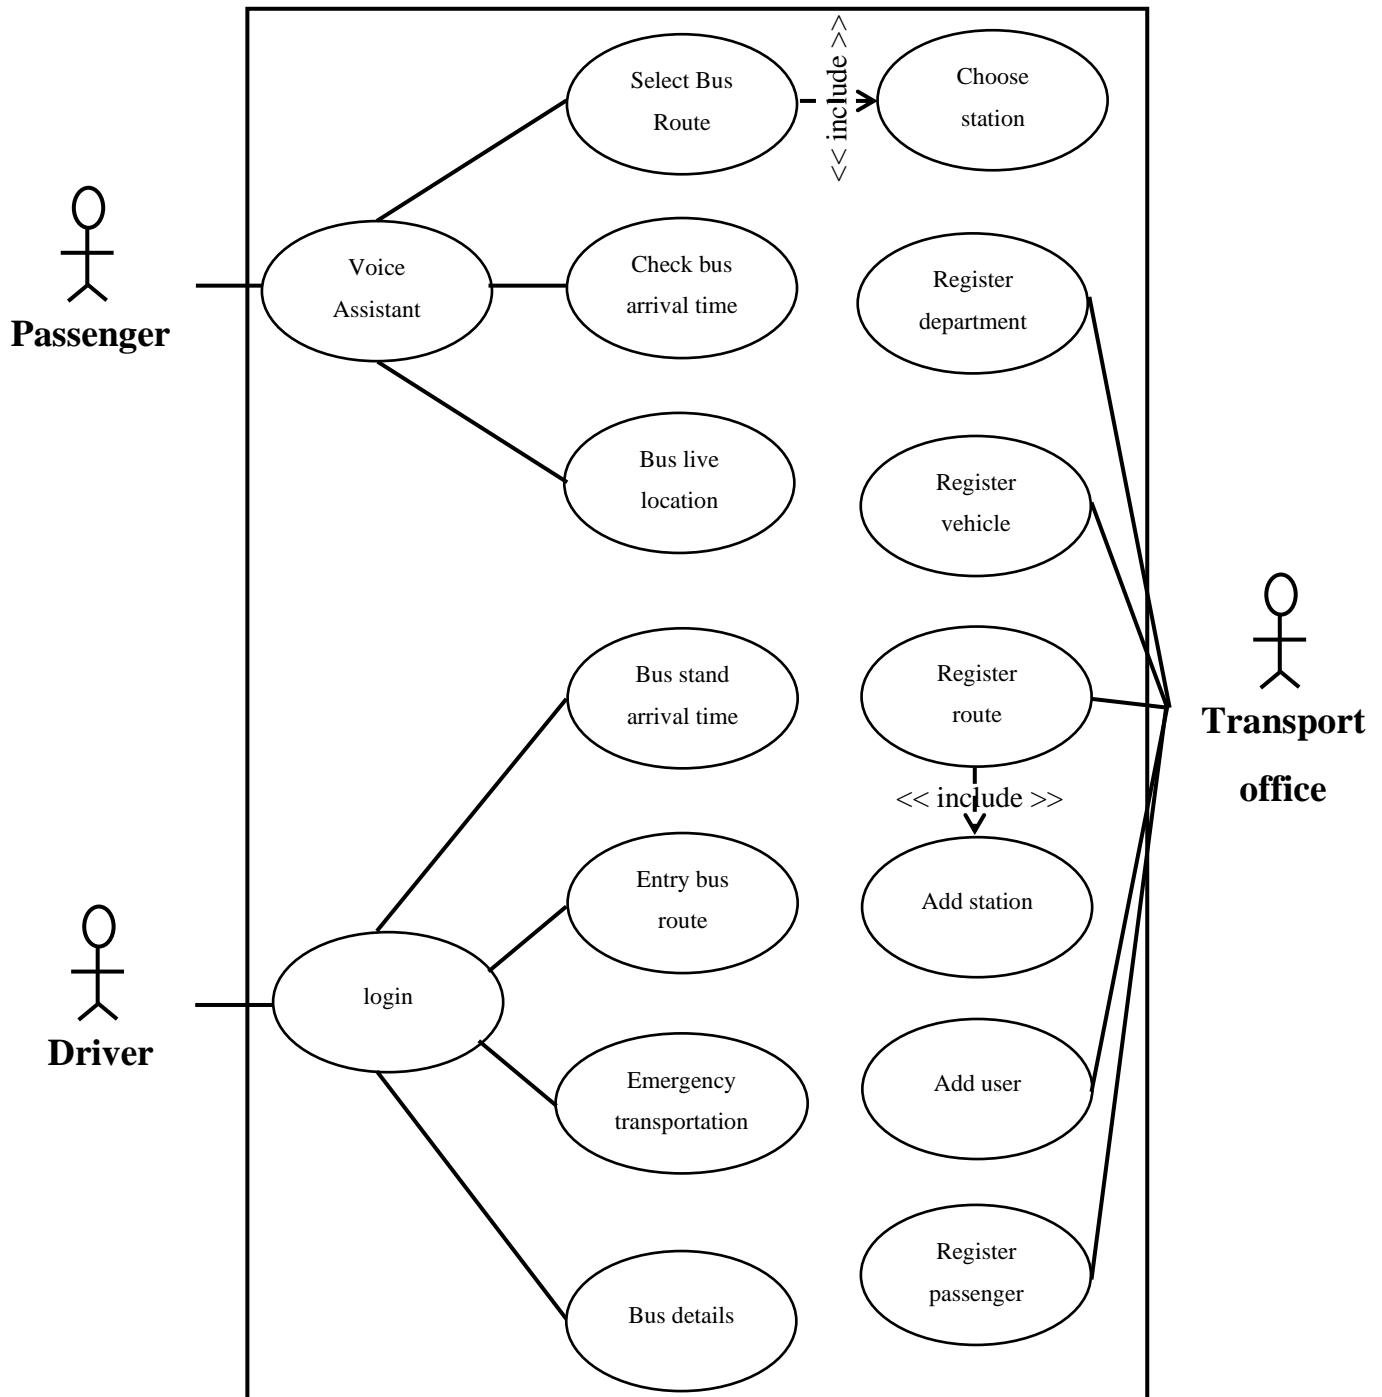 Select Bus
Route
<< include >>
Choose
station
Passenger
Voice
Assistant
Check bus
arrival time
Register
department
Bus live
location
Register
vehicle
Bus stand
arrival time
Register
route
Transport
office
<< include >>
Entry bus
route
Add station
Driver
login
Emergency
transportation
Add user
Bus details
Register
passenger